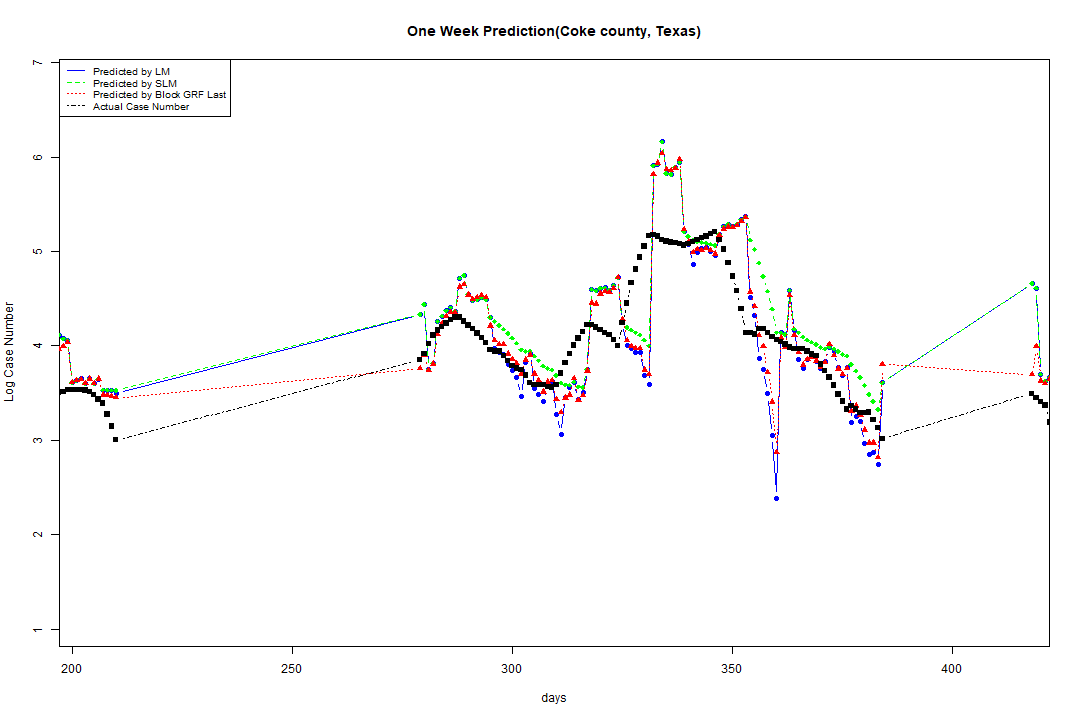 One Week Prediction(Coke county, Texas)
Predicted by LM
Predicted by SLM
Predicted by Block GRF Last
Actual Case Number
7
6
5
4
3
2
1
Log Case Number
200 250 300 350 400
days